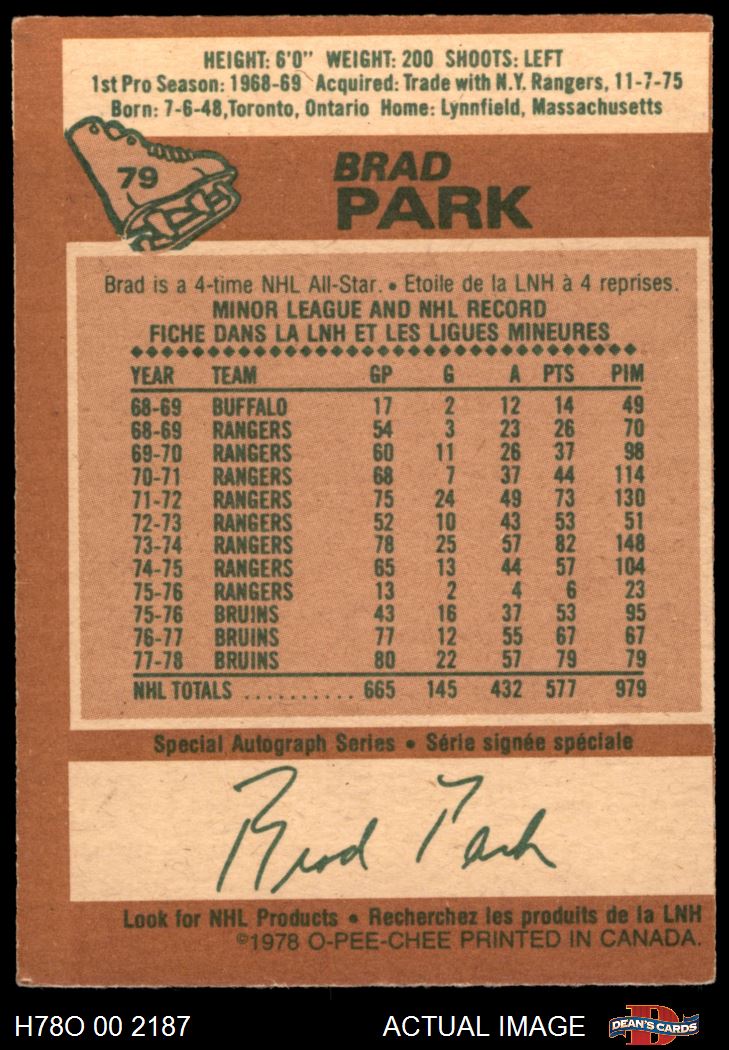 HEIGHT: 6'0" WEIGHT: 200 SHOOTS: LEFT
1st Pro Season: 1968-69 Acquired: Trade with N.Y. Rangers, 11-7-75
Born: 7-6-48, Toronto, Ontario Home: Lynnfield, Massachusetts
79
BRAD
PARK
Brad is a 4-time NHL All-Star. • Etoile de la LNH à 4 reprises.
MINOR LEAGUE AND NHL RECORD
FICHE DANS LA LNH ET LES LIGUES MINEURES
YEAR TEAM GP G A PTS PIM
68-69 BUFFALO 17 2 12 14 49
68-69 RANGERS 54 3 23 26 70
69-70 RANGERS 60 11 26 37 98
70-71 RANGERS 68 7 37 44 114
71-72 RANGERS 75 24 49 73 130
72-73 RANGERS 52 10 43 53 51
73-74 RANGERS 78 25 57 82 148
74-75 RANGERS 65 13 44 57 104
75-76 RANGERS 13 2 4 6 23
75-76 BRUINS 43 16 37 53 95
76-77 BRUINS 77 12 55 67 67
77-78 BRUINS 80 22 57 79 79
NHL TOTALS .......... 665 145 432 577 979
Special Autograph Series • Série signée spéciale
Brad Park
Look for NHL Products • Recherchez les produits de la LNH
©1978 O-PEE-CHEE PRINTED IN CANADA.
H78O 00 2187 ACTUAL IMAGE DEAN'S CARDS